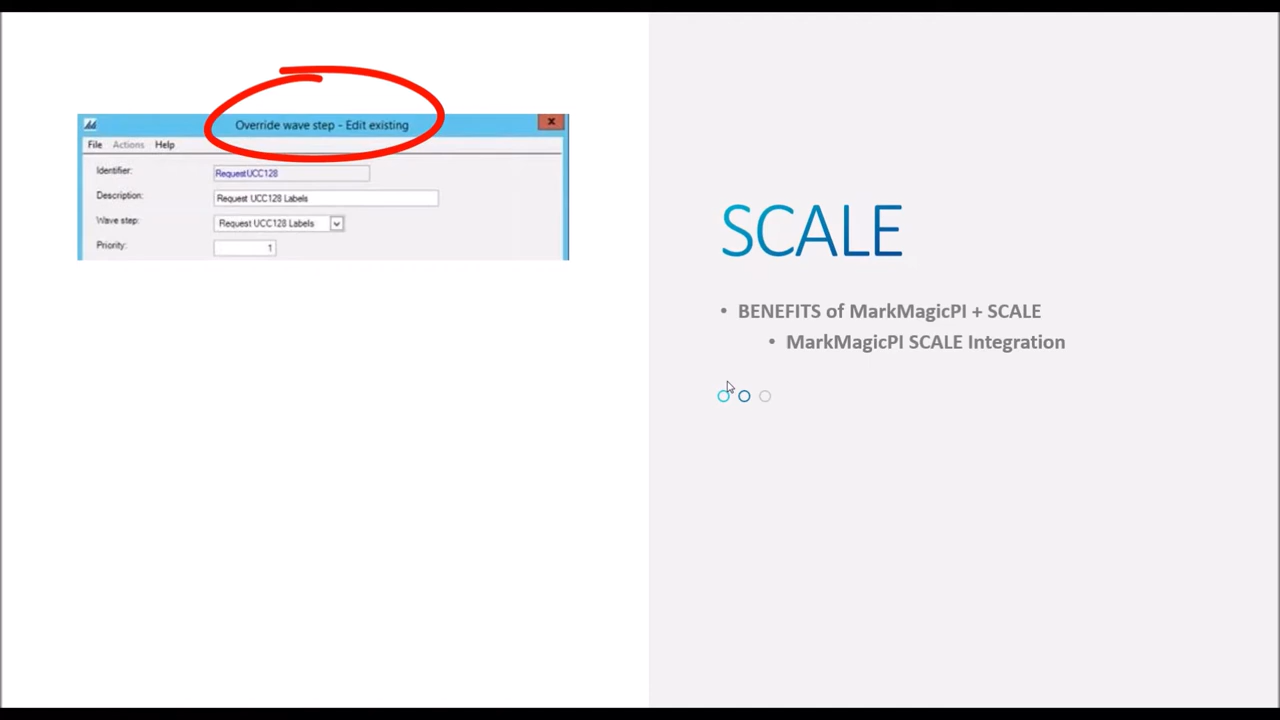 Override wave step - Edit existing
x
File Actions Help
Identifier: RequestUCC128
Description: Request UCC128 Labels
Wave step: Request UCC128 Labels
Priority: 1
SCALE
• BENEFITS of MarkMagicPI + SCALE
• MarkMagicPI SCALE Integration